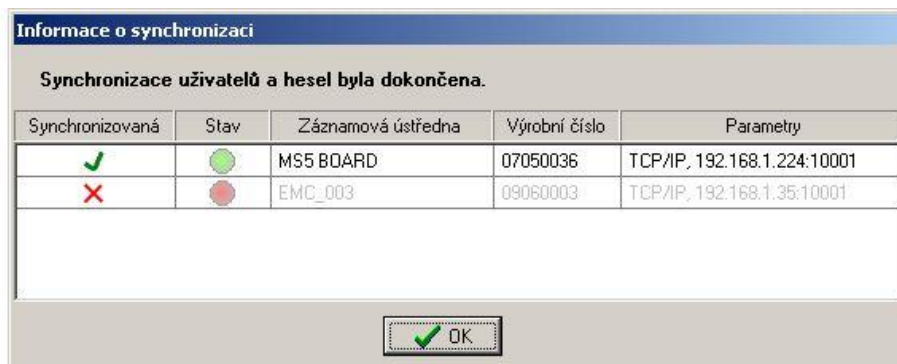 Informace o synchronizaci
Synchronizace uživatelů a hesel byla dokončena.
Synchronizovaná Stav Záznamová ústředna Výrobní číslo Parametry
MS5 BOARD 07050036 TCP/IP, 192.168.1.224:10001
EMC_003 09060003 TCP/IP, 192.168.1.35:10001
OK